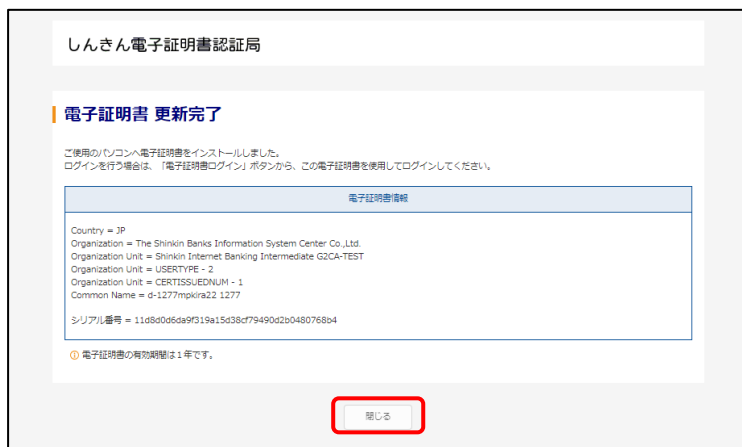 しんきん電子証明書認証局
電子証明書 更新完了
ご使用のパソコンへ電子証明書をインストールしました。
ログインを行う場合は、「電子証明書ログイン」ボタンから、この電子証明書を使用してログインしてください。
電子証明書情報
Country = JP
Organization = The Shinkin Banks Information System Center Co.,Ltd.
Organization Unit = Shinkin Internet Banking Intermediate G2CA-TEST
Organization Unit = USERTYPE - 2
Organization Unit = CERTISSUEDNUM - 1
Common Name = d-1277mpkira22 1277
シリアル番号 = 11d8d0d6da9f319a15d38cf79490d2b0480768b4
電子証明書の有効期間は1年です。
閉じる